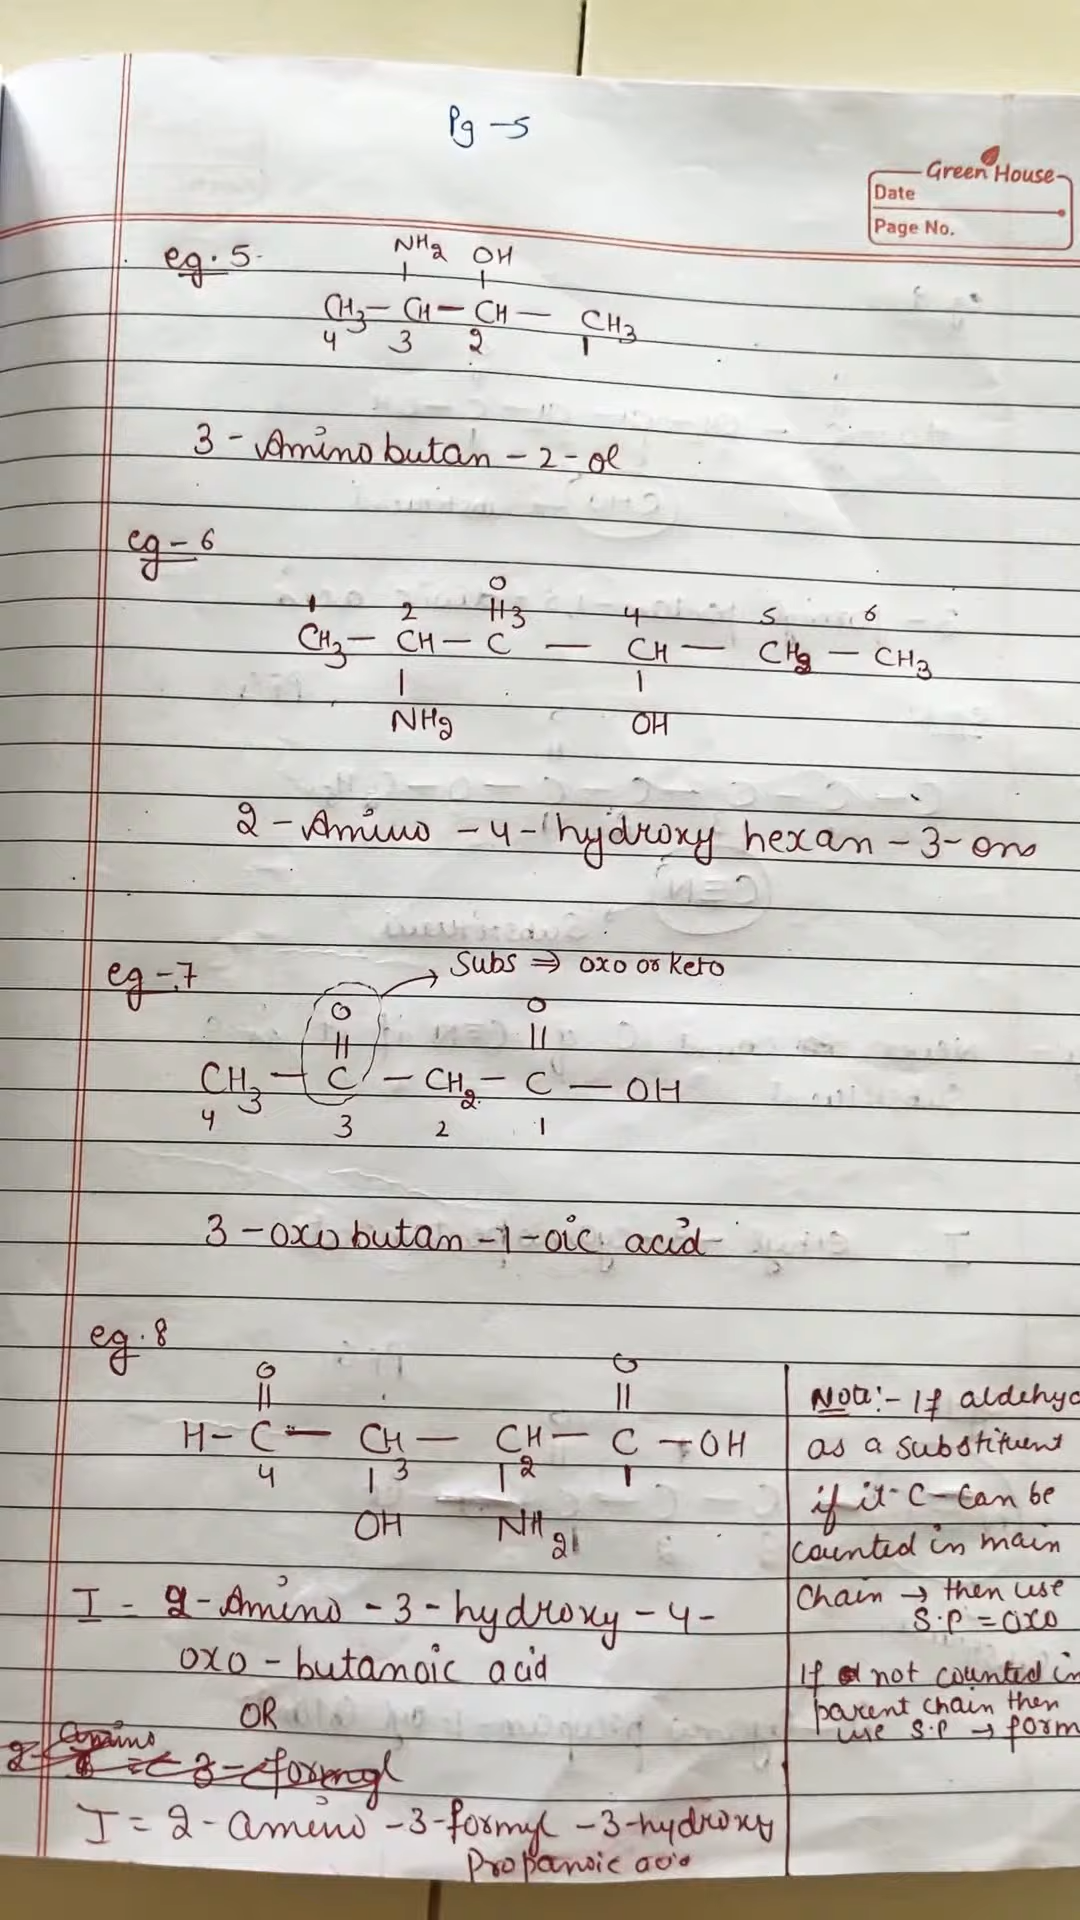 Pg -5
Green House
Date
Page No.
eg. 5.
NH2 OH
CH3 — CH — CH — CH3
4 3 2 1
3 - Amino butan - 2 - ol
eg - 6
O
1 2 || 3 4 5 6
CH3 — CH — C — CH — CH2 — CH3
NH2 OH
2 - Amino - 4 - hydroxy hexan - 3 - one
eg - 7
Subs ⇒ oxo or keto
O O
|| ||
CH3 — C — CH2 — C — OH
4 3 2 1
3 - oxo butan - 1 - oic acid
eg. 8
O O
|| ||
H — C — CH — CH — C — OH
4 3 2 1
OH NH2
I - 2 - Amino - 3 - hydroxy - 4 -
oxo - butanoic acid
OR
I = 2 - amino - 3 - formyl - 3 - hydroxy
Propanoic acid
Note :- If aldehyd
as a substituent
if it C - Can be
counted in main
Chain → then use
S.P = oxo
If not counted in
parent chain then
use S.P → form